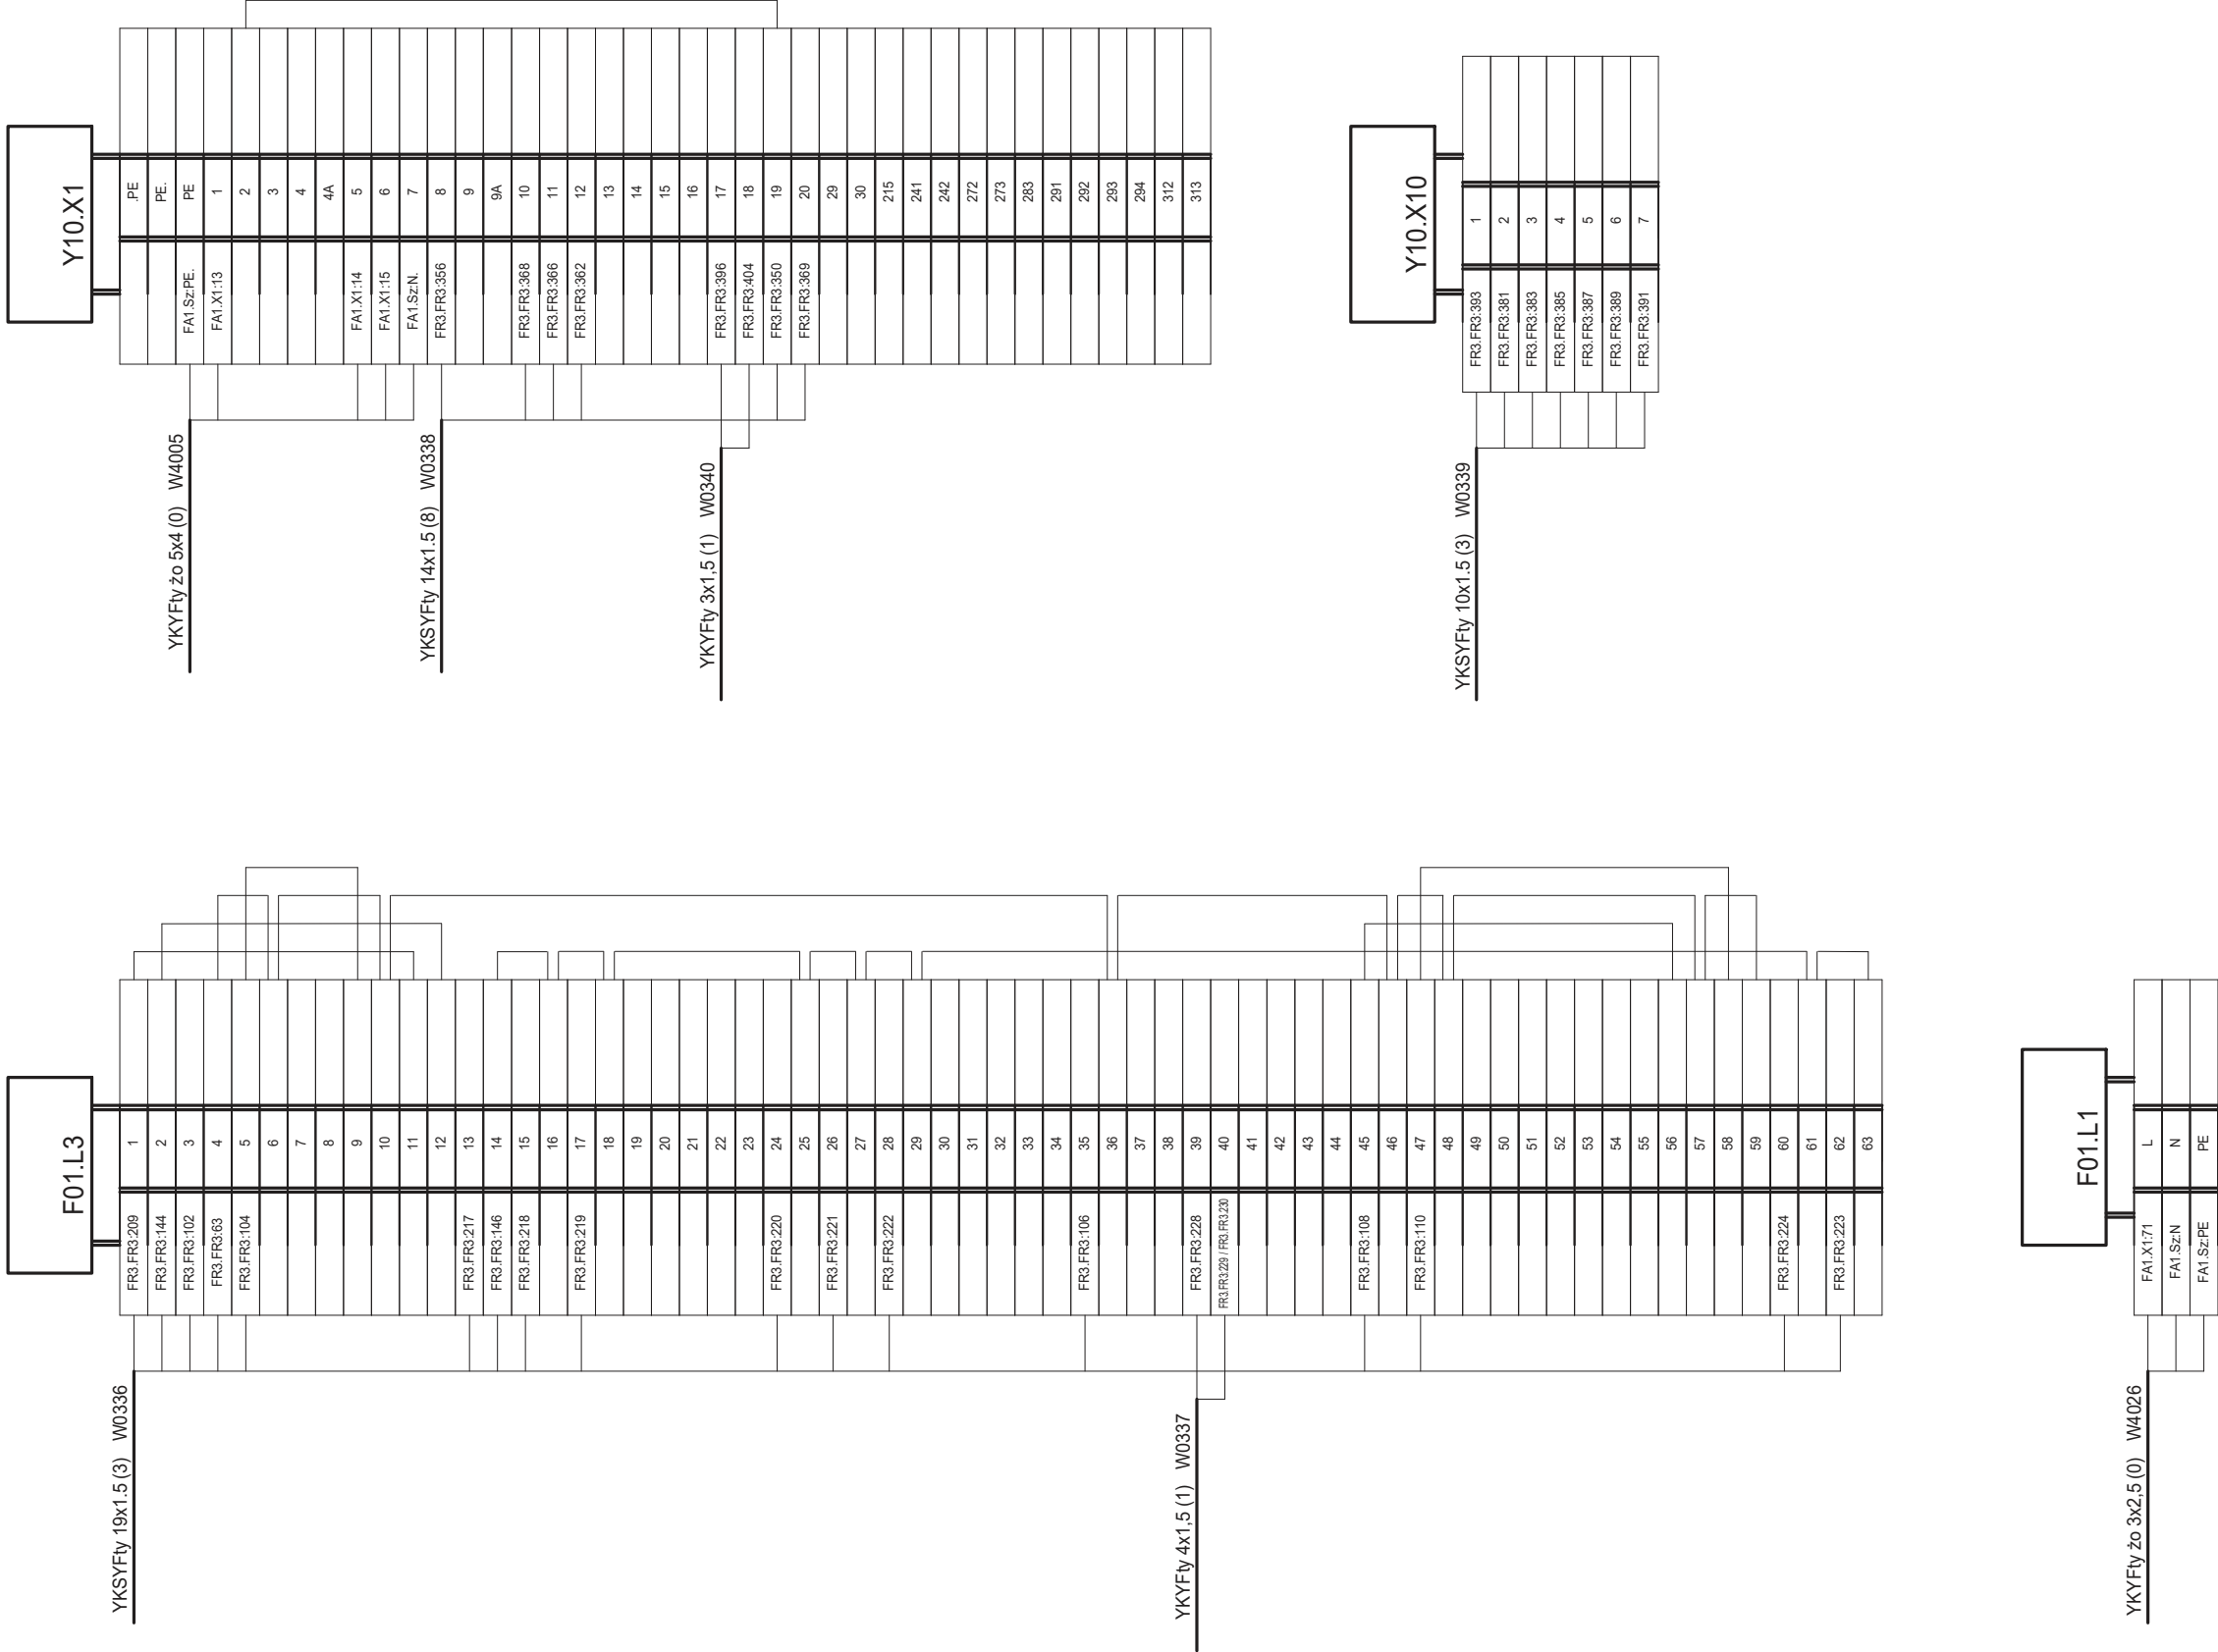 Y10.X1
.PE
PE.
PE
1
2
3
4
4A
5
6
7
8
9
9A
10
11
12
13
14
15
16
17
18
19
20
29
30
215
241
242
272
273
283
291
292
293
294
312
313
FA1.Sz:PE.
FA1.X1:13
FA1.X1:14
FA1.X1:15
FA1.Sz:N.
FR3.FR3:356
FR3.FR3:368
FR3.FR3:366
FR3.FR3:362
FR3.FR3:396
FR3.FR3:404
FR3.FR3:350
FR3.FR3:369
YKYFty żo 5x4 (0) W4005
YKSYFty 14x1.5 (8) W0338
YKYFty 3x1,5 (1) W0340
Y10.X10
1
2
3
4
5
6
7
FR3.FR3:393
FR3.FR3:381
FR3.FR3:383
FR3.FR3:385
FR3.FR3:387
FR3.FR3:389
FR3.FR3:391
YKSYFty 10x1.5 (3) W0339
F01.L3
1
2
3
4
5
6
7
8
9
10
11
12
13
14
15
16
17
18
19
20
21
22
23
24
25
26
27
28
29
30
31
32
33
34
35
36
37
38
39
40
41
42
43
44
45
46
47
48
49
50
51
52
53
54
55
56
57
58
59
60
61
62
63
FR3.FR3:209
FR3.FR3:144
FR3.FR3:102
FR3.FR3:63
FR3.FR3:104
FR3.FR3:217
FR3.FR3:146
FR3.FR3:218
FR3.FR3:219
FR3.FR3:220
FR3.FR3:221
FR3.FR3:222
FR3.FR3:106
FR3.FR3:228
FR3.FR3:229 / FR3.FR3.230
FR3.FR3:108
FR3.FR3:110
FR3.FR3:224
FR3.FR3:223
YKSYFty 19x1.5 (3) W0336
YKYFty 4x1,5 (1) W0337
F01.L1
L
N
PE
FA1.X1:71
FA1.Sz:N
FA1.Sz:PE
YKYFty żo 3x2,5 (0) W4026